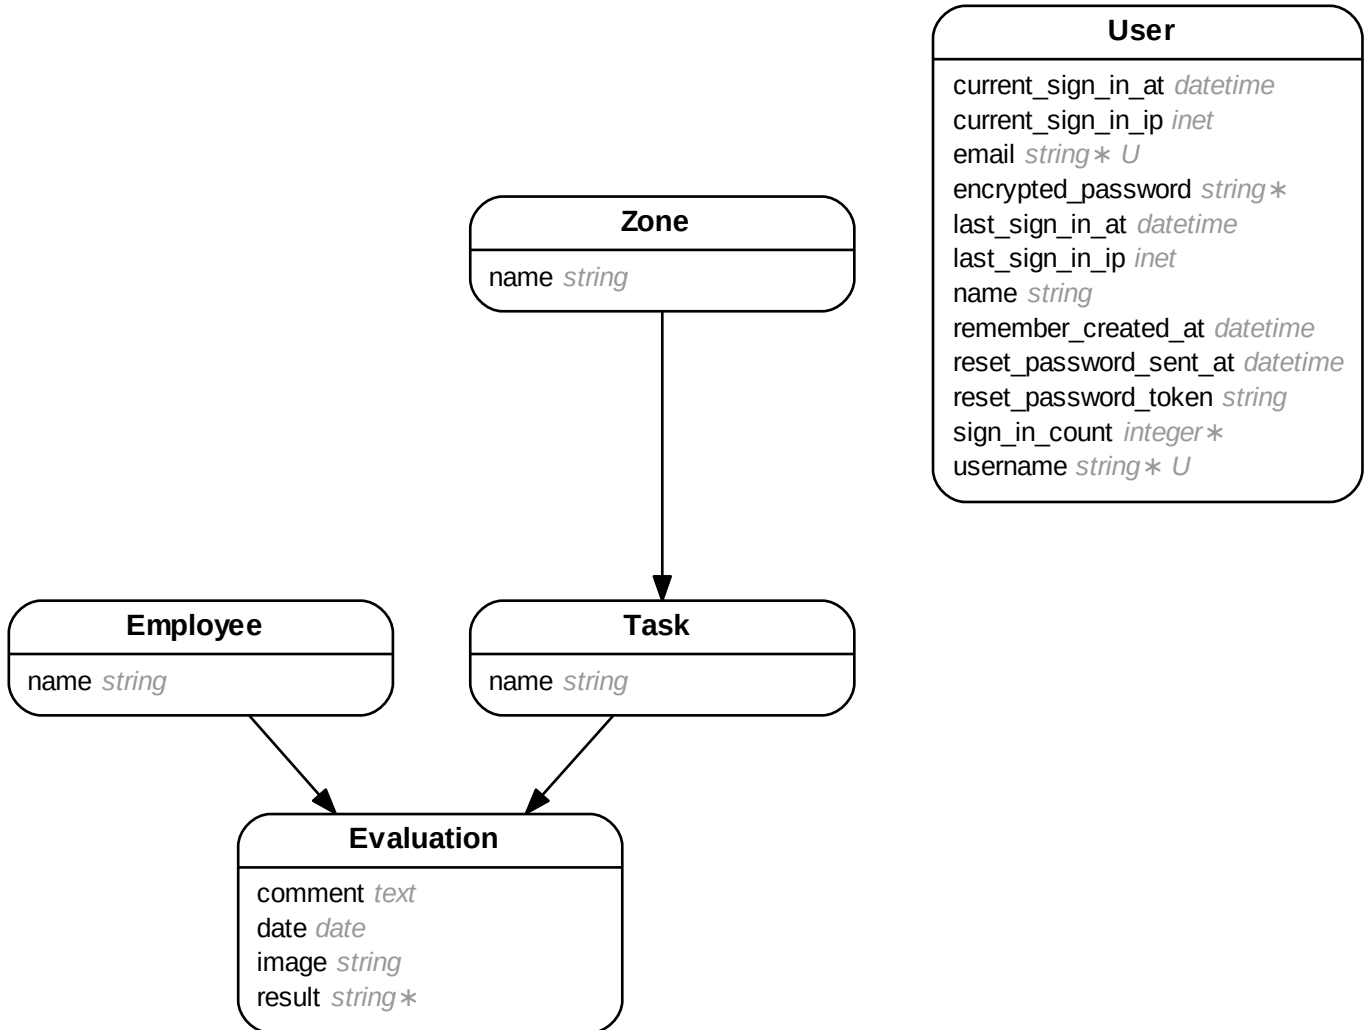 User
current_sign_in_at datetime
current_sign_in_ip inet
email string∗ U
encrypted_password string∗
last_sign_in_at datetime
last_sign_in_ip inet
name string
remember_created_at datetime
reset_password_sent_at datetime
reset_password_token string
sign_in_count integer∗
username string∗ U
Zone
name string
Employee
name string
Task
name string
Evaluation
comment text
date date
image string
result string∗